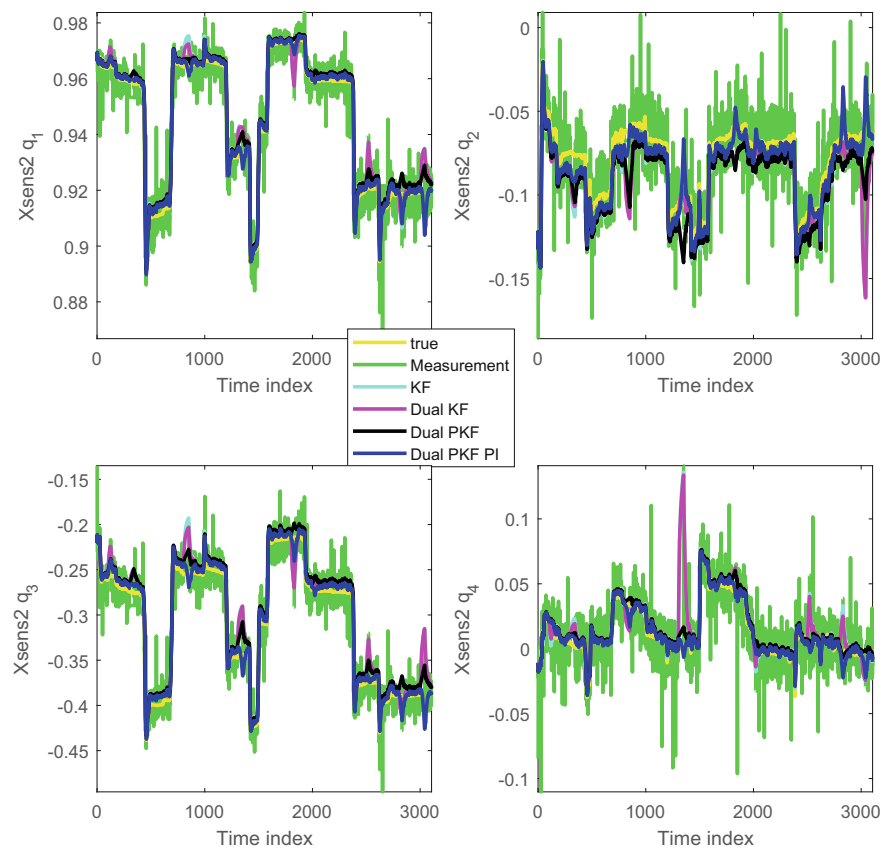 0.98
0.96
0.94
0.92
0.9
0.88
Xsens2 q1
0
1000
2000
3000
Time index
0
-0.05
-0.1
-0.15
Xsens2 q2
0
1000
2000
3000
Time index
true
Measurement
KF
Dual KF
Dual PKF
Dual PKF PI
-0.15
-0.2
-0.25
-0.3
-0.35
-0.4
-0.45
Xsens2 q3
0
1000
2000
3000
Time index
0.1
0.05
0
-0.05
-0.1
Xsens2 q4
0
1000
2000
3000
Time index